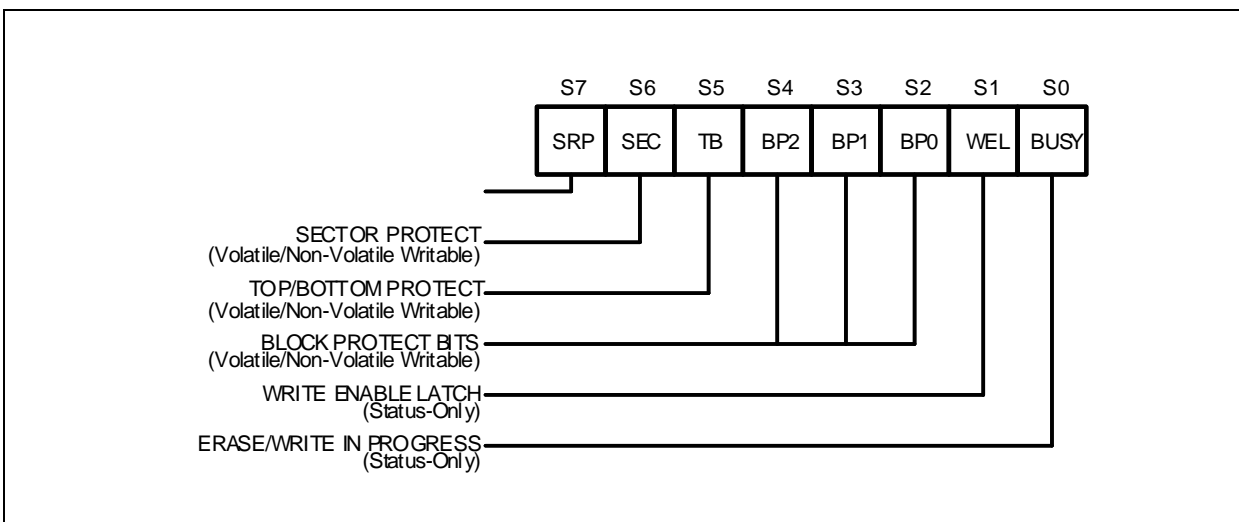 S7 S6 S5 S4 S3 S2 S1 S0
SRP SEC TB BP2 BP1 BP0 WEL BUSY
SECTOR PROTECT
(Volatile/Non-Volatile Writable)
TOP/BOTTOM PROTECT
(Volatile/Non-Volatile Writable)
BLOCK PROTECT BITS
(Volatile/Non-Volatile Writable)
WRITE ENABLE LATCH
(Status-Only)
ERASE/WRITE IN PROGRESS
(Status-Only)